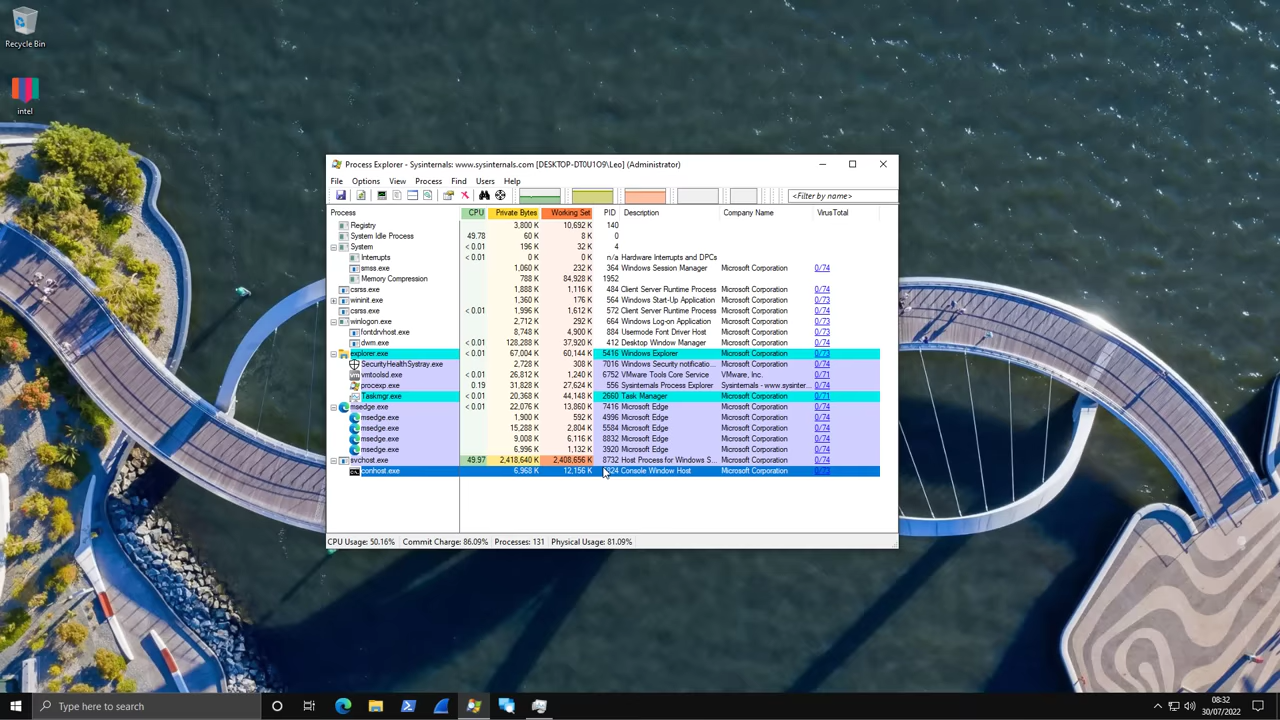 Recycle Bin
intel
Process Explorer - Sysinternals: www.sysinternals.com [DESKTOP-DT0U1O9\Leo] (Administrator)
File Options View Process Find Users Help
<Filter by name>
Process CPU Private Bytes Working Set PID Description Company Name VirusTotal
Registry 3,800 K 10,692 K 140
System Idle Process 49.78 60 K 8 K 0
System < 0.01 196 K 32 K 4
Interrupts < 0.01 0 K 0 K n/a Hardware Interrupts and DPCs
smss.exe 1,060 K 232 K 364 Windows Session Manager Microsoft Corporation 0/74
Memory Compression 788 K 84,928 K 1952
csrss.exe 1,888 K 1,116 K 484 Client Server Runtime Process Microsoft Corporation 0/74
wininit.exe 1,360 K 176 K 564 Windows Start-Up Application Microsoft Corporation 0/73
csrss.exe < 0.01 1,996 K 1,612 K 572 Client Server Runtime Process Microsoft Corporation 0/74
winlogon.exe 2,712 K 292 K 664 Windows Log-on Application Microsoft Corporation 0/73
fontdrvhost.exe 8,748 K 4,900 K 884 Usermode Font Driver Host Microsoft Corporation 0/73
dwm.exe < 0.01 128,288 K 37,920 K 412 Desktop Window Manager Microsoft Corporation 0/74
explorer.exe < 0.01 67,004 K 60,144 K 5416 Windows Explorer Microsoft Corporation 0/73
SecurityHealthSystray.exe 2,728 K 308 K 7016 Windows Security notificatio... Microsoft Corporation 0/74
vmtoolsd.exe < 0.01 26,812 K 1,240 K 6752 VMware Tools Core Service VMware, Inc. 0/71
procexp.exe 0.19 31,828 K 27,624 K 556 Sysinternals Process Explorer Sysinternals - www.sysinter... 0/74
Taskmgr.exe < 0.01 20,368 K 44,148 K 2660 Task Manager Microsoft Corporation 0/71
msedge.exe < 0.01 22,076 K 13,860 K 7416 Microsoft Edge Microsoft Corporation 0/74
msedge.exe 1,900 K 592 K 4996 Microsoft Edge Microsoft Corporation 0/74
msedge.exe 15,288 K 2,804 K 5584 Microsoft Edge Microsoft Corporation 0/74
msedge.exe 9,008 K 6,116 K 8832 Microsoft Edge Microsoft Corporation 0/74
msedge.exe 6,996 K 1,132 K 3920 Microsoft Edge Microsoft Corporation 0/74
svchost.exe 49.97 2,418,640 K 2,408,656 K 8732 Host Process for Windows S... Microsoft Corporation 0/74
conhost.exe 6,968 K 12,156 K Console Window Host Microsoft Corporation 0/73
CPU Usage: 50.16% Commit Charge: 86.09% Processes: 131 Physical Usage: 81.09%
Type here to search
08:32
30/07/2022